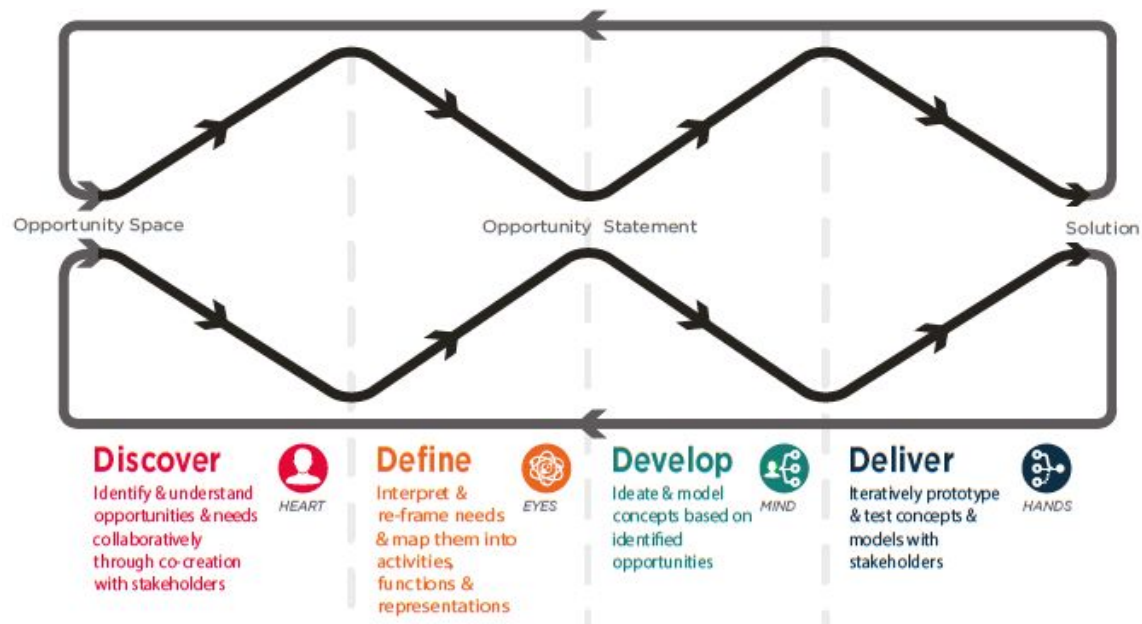 Opportunity Space
Opportunity Statement
Solution
Discover
HEART
Identify & understand
opportunities & needs
collaboratively
through co-creation
with stakeholders
Define
EYES
Interpret &
re-frame needs
& map them into
activities,
functions &
representations
Develop
MIND
Ideate & model
concepts based on
identified
opportunities
Deliver
HANDS
Iteratively prototype
& test concepts &
models with
stakeholders